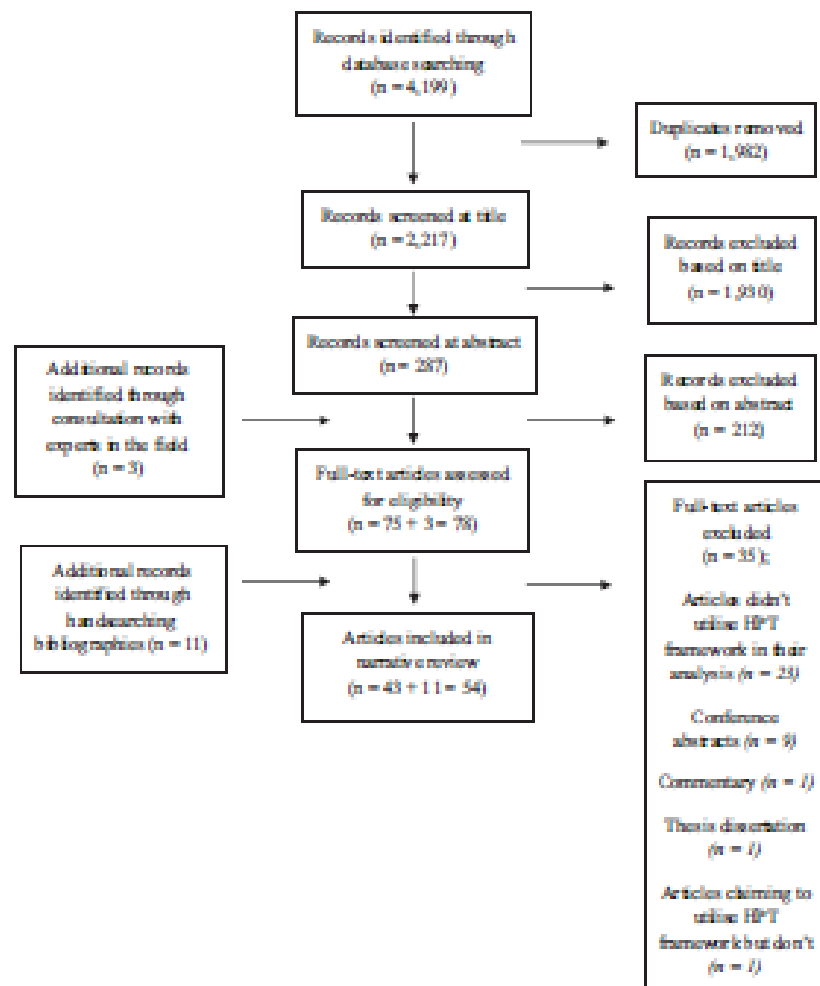 Records identified through
database searching
(n = 4,199)
Duplicates removed
(n = 1,982)
Records screened at title
(n = 2,217)
Records excluded
based on title
(n = 1,930)
Records screened at abstract
(n = 287)
Additional records
identified through
consultation with
experts in the field
(n = 3)
Records excluded
based on abstract
(n = 212)
Full-text articles assessed
for eligibility
(n = 75 + 3 = 78)
Additional records
identified through
handsearching
bibliographies (n = 11)
Articles included in
narrative review
(n = 43 + 11 = 54)
Full-text articles
excluded
(n = 35);
Articles didn't
utilise HPT
framework in their
analysis (n = 23)
Conference
abstracts (n = 9)
Commentary (n = 1)
Thesis dissertation
(n = 1)
Articles claiming to
utilise HPT
framework but don't
(n = 1)